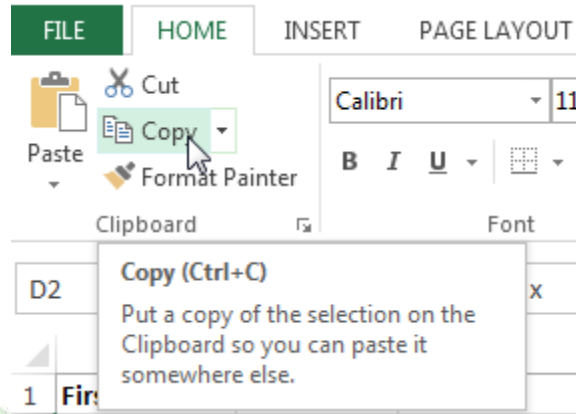 FILE HOME INSERT PAGE LAYOUT
Cut
Calibri 11
Copy
Paste
B I U
Format Painter
Clipboard Font
Copy (Ctrl+C)
D2 x
Put a copy of the selection on the
Clipboard so you can paste it
somewhere else.
1